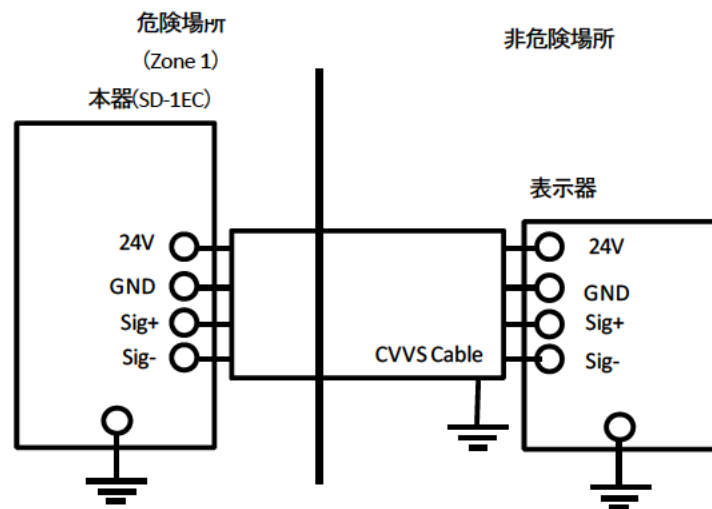 危険場所
(Zone 1)
本器(SD-1EC)
24V
GND
Sig+
Sig-
CVVS Cable
非危険場所
表示器
24V
GND
Sig+
Sig-